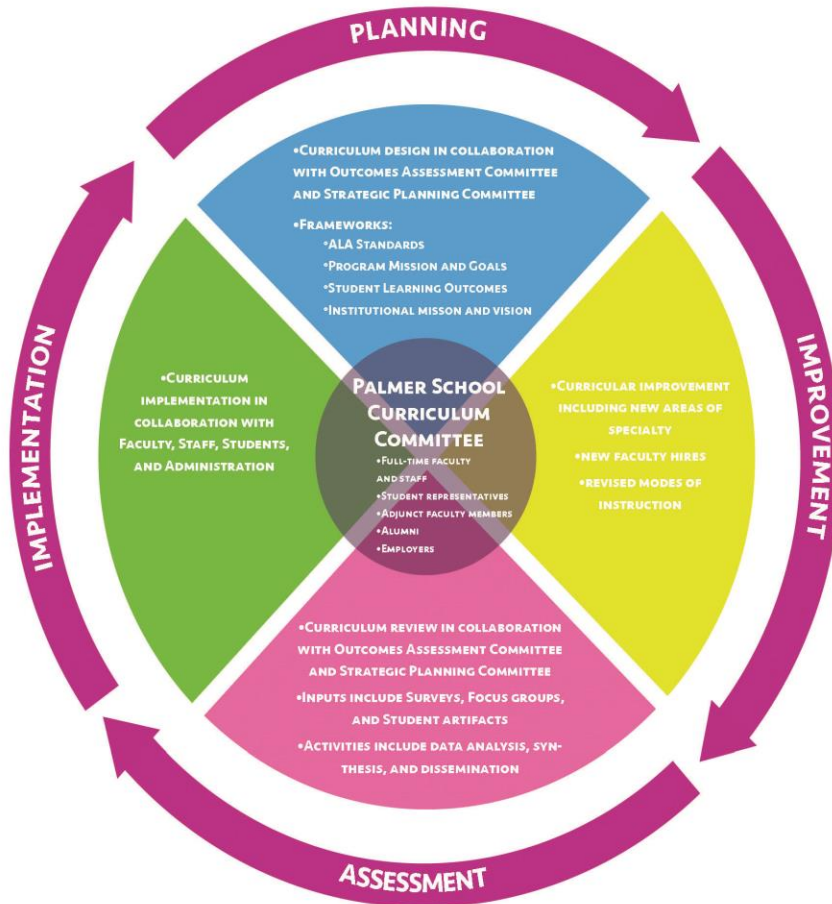 PLANNING
•CURRICULUM DESIGN IN COLLABORATION
WITH OUTCOMES ASSESSMENT COMMITTEE
AND STRATEGIC PLANNING COMMITTEE
•FRAMEWORKS:
•ALA STANDARDS
•PROGRAM MISSION AND GOALS
•STUDENT LEARNING OUTCOMES
•INSTITUTIONAL MISSON AND VISION
IMPLEMENTATION
•CURRICULUM
IMPLEMENTATION IN
COLLABORATION WITH
FACULTY, STAFF, STUDENTS,
AND ADMINISTRATION
PALMER SCHOOL
CURRICULUM
COMMITTEE
•FULL-TIME FACULTY
AND STAFF
•STUDENT REPRESENTATIVES
•ADJUNCT FACULTY MEMBERS
•ALUMNI
•EMPLOYERS
•CURRICULAR IMPROVEMENT
INCLUDING NEW AREAS OF
SPECIALTY
•NEW FACULTY HIRES
•REVISED MODES OF
INSTRUCTION
IMPROVEMENT
•CURRICULUM REVIEW IN COLLABORATION
WITH OUTCOMES ASSESSMENT COMMITTEE
AND STRATEGIC PLANNING COMMITTEE
•INPUTS INCLUDE SURVEYS, FOCUS GROUPS,
AND STUDENT ARTIFACTS
•ACTIVITIES INCLUDE DATA ANALYSIS, SYN-
THESIS, AND DISSEMINATION
ASSESSMENT